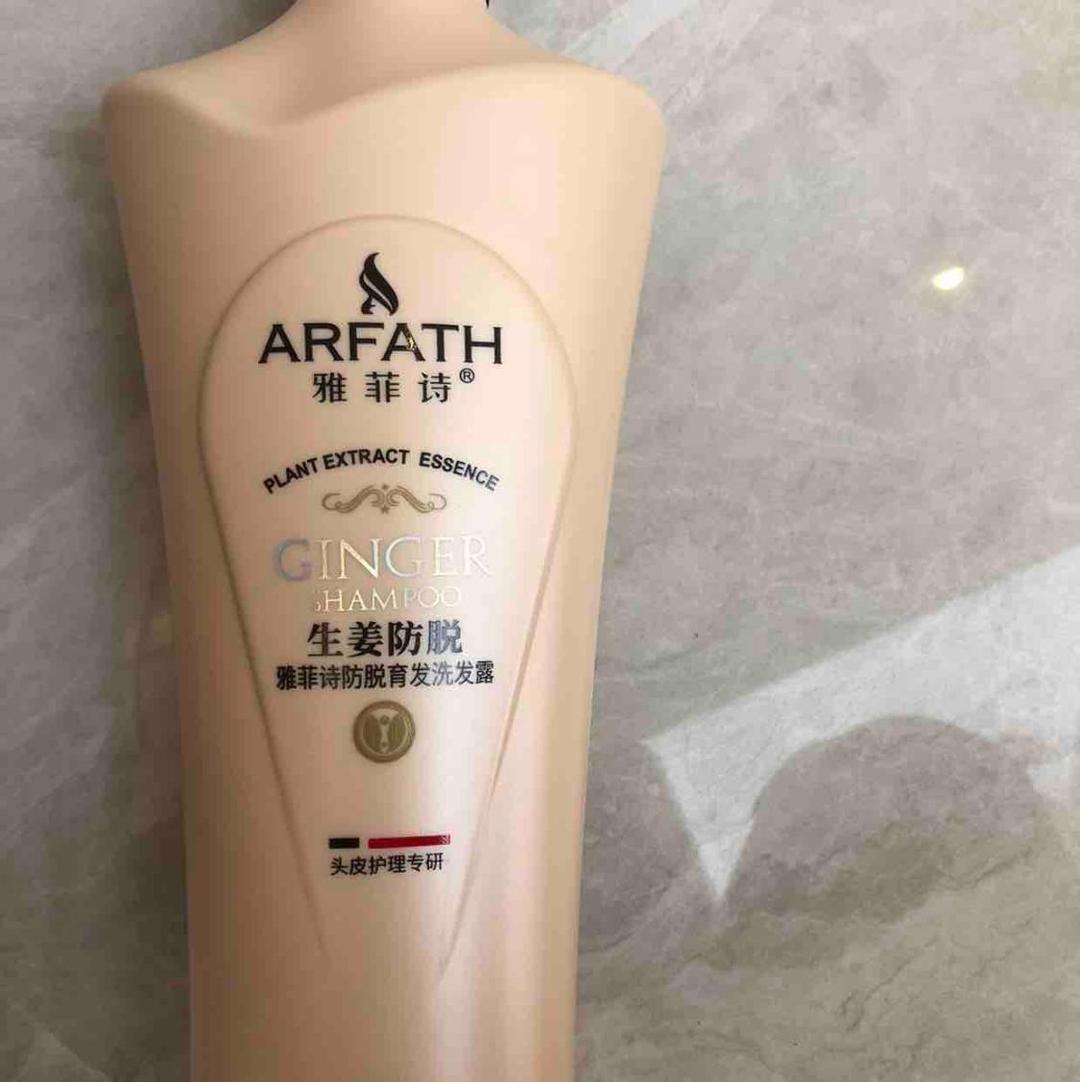 ARFATH
雅菲诗®
PLANT EXTRACT ESSENCE
GINGER
SHAMPOO
生姜防脱
雅菲诗防脱育发洗发露
头皮护理专研